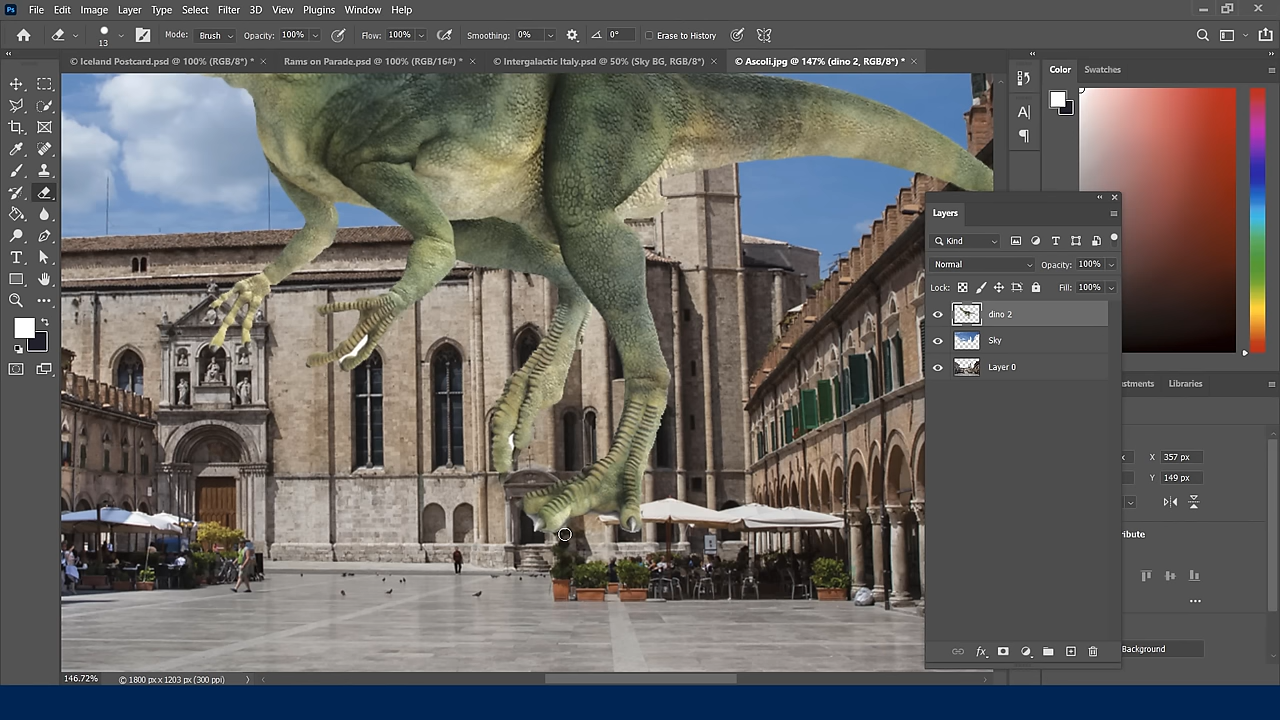 Ps File Edit Image Layer Type Select Filter 3D View Plugins Window Help
13 Mode: Brush Opacity: 100% Flow: 100% Smoothing: 0% 0° Erase to History
© Iceland Postcard.psd @ 100% (RGB/8*) * × Rams on Parade.psd @ 100% (RGB/16#) * × © Intergalactic Italy.psd @ 50% (Sky BG, RGB/8*) × © Ascoli.jpg @ 147% (dino 2, RGB/8*) * ×
Color Swatches
Layers
Kind
Normal Opacity: 100%
Lock: Fill: 100%
dino 2
Sky
Layer 0
stments Libraries
X 357 px
Y 149 px
ribute
Background
146.72% © 1800 px x 1203 px (300 ppi)